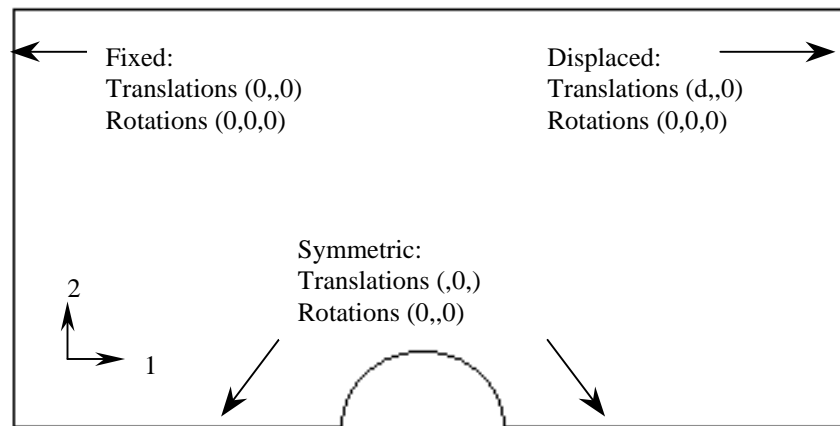 Fixed:
Translations (0,,0)
Rotations (0,0,0)
Displaced:
Translations (d,,0)
Rotations (0,0,0)
Symmetric:
Translations (,0,)
Rotations (0,,0)
2
1